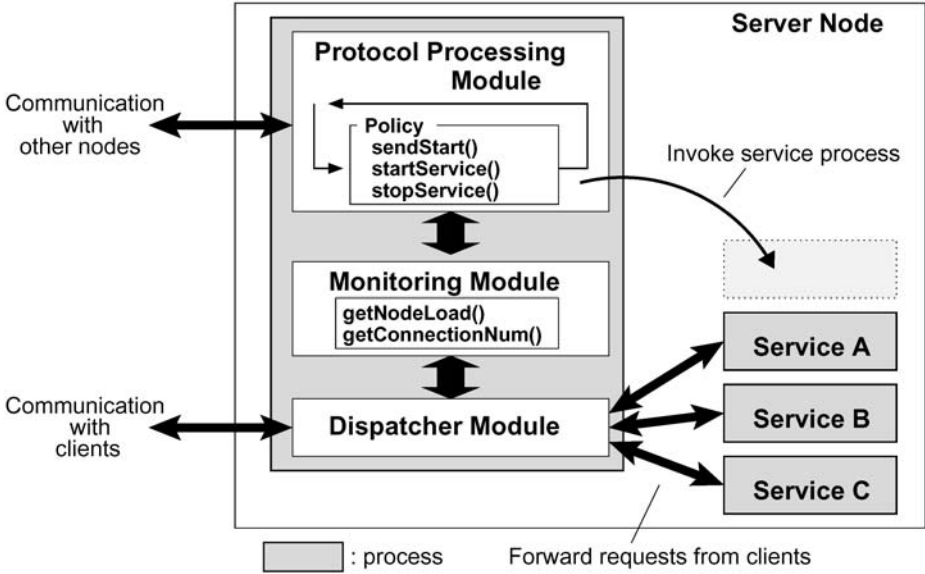 Server Node
Protocol Processing
Module
Communication
with
other nodes
Policy
sendStart()
startService()
stopService()
Invoke service process
Monitoring Module
getNodeLoad()
getConnectionNum()
Service A
Communication
with
clients
Dispatcher Module
Service B
Service C
: process
Forward requests from clients